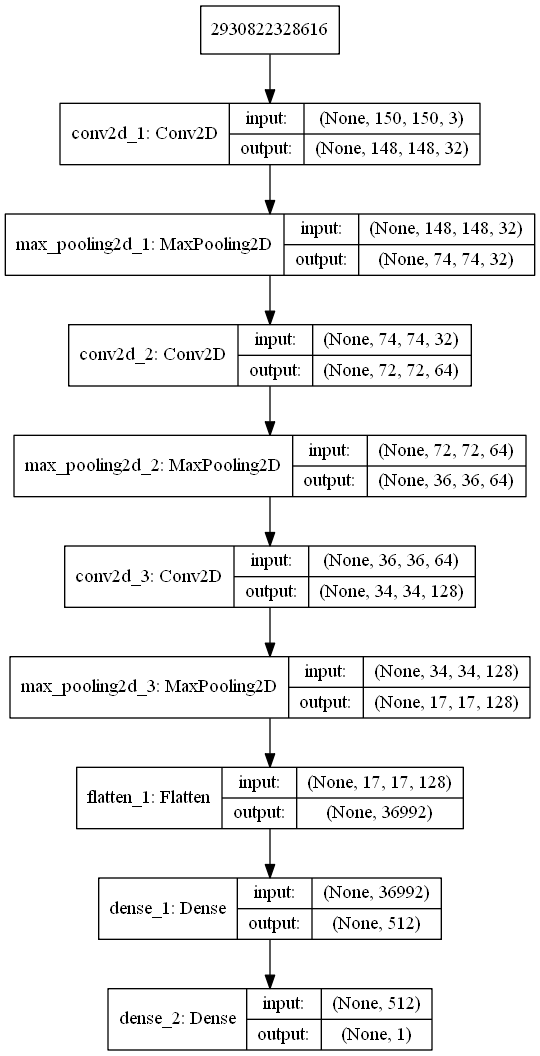 2930822328616
conv2d_1: Conv2D
input: (None, 150, 150, 3)
output: (None, 148, 148, 32)
max_pooling2d_1: MaxPooling2D
input: (None, 148, 148, 32)
output: (None, 74, 74, 32)
conv2d_2: Conv2D
input: (None, 74, 74, 32)
output: (None, 72, 72, 64)
max_pooling2d_2: MaxPooling2D
input: (None, 72, 72, 64)
output: (None, 36, 36, 64)
conv2d_3: Conv2D
input: (None, 36, 36, 64)
output: (None, 34, 34, 128)
max_pooling2d_3: MaxPooling2D
input: (None, 34, 34, 128)
output: (None, 17, 17, 128)
flatten_1: Flatten
input: (None, 17, 17, 128)
output: (None, 36992)
dense_1: Dense
input: (None, 36992)
output: (None, 512)
dense_2: Dense
input: (None, 512)
output: (None, 1)